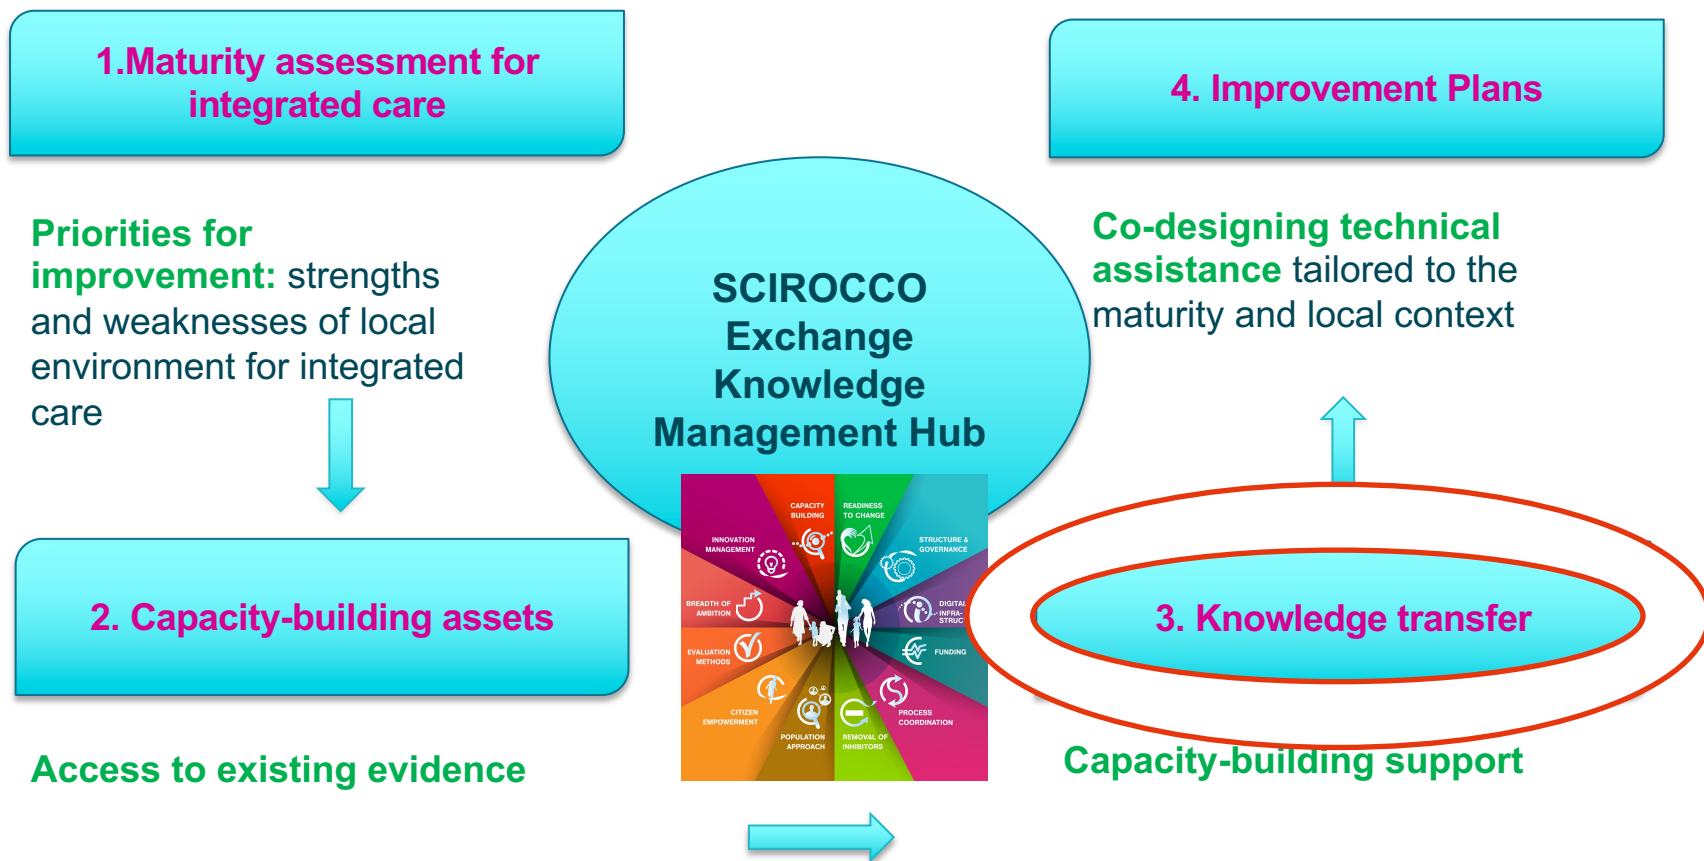 1.Maturity assessment for
integrated care
4. Improvement Plans
Priorities for
improvement: strengths
and weaknesses of local
environment for integrated
care
Co-designing technical
assistance tailored to the
maturity and local context
SCIROCCO
Exchange
Knowledge
Management Hub
CAPACITY
BUILDING
READINESS
TO CHANGE
INNOVATION
MANAGEMENT
STRUCTURE &
GOVERNANCE
BREADTH OF
AMBITION
DIGITAL
INFRA-
STRUCT
EVALUATION
METHODS
FUNDING
CITIZEN
EMPOWERMENT
PROCESS
COORDINATION
POPULATION
APPROACH
REMOVAL OF
INHIBITORS
2. Capacity-building assets
3. Knowledge transfer
Access to existing evidence
Capacity-building support